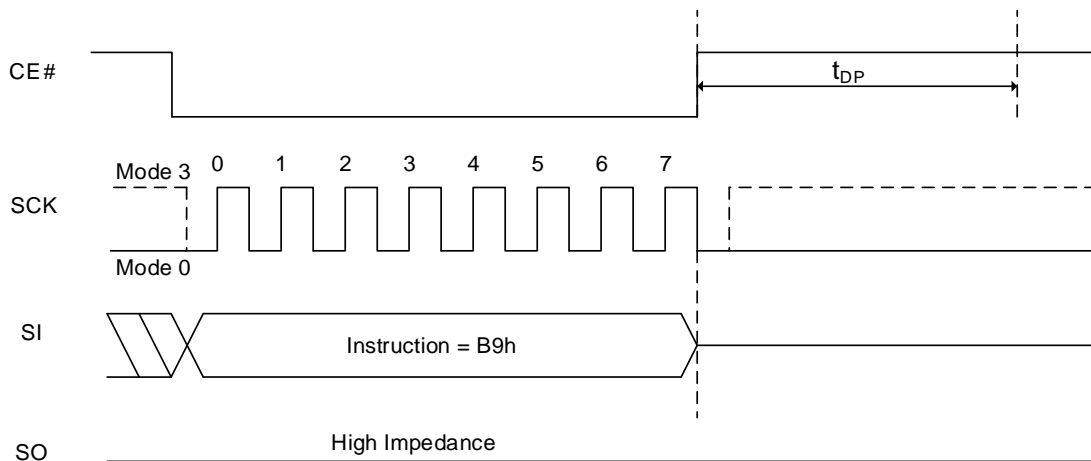 CE#
tDP
Mode 3 0 1 2 3 4 5 6 7
SCK
Mode 0
SI
Instruction = B9h
High Impedance
SO